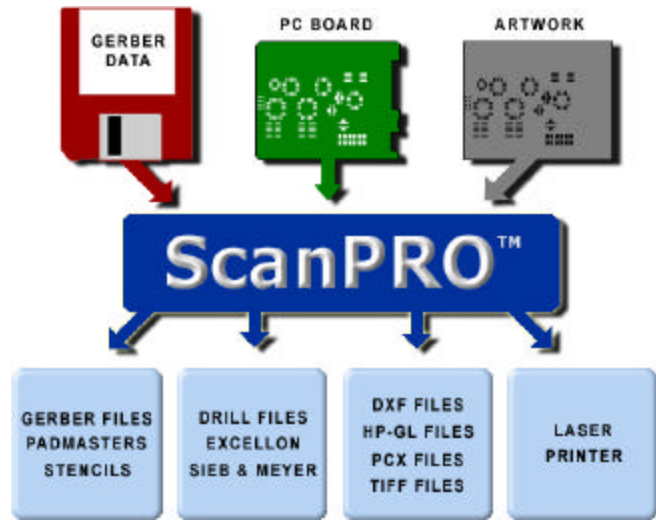 GERBER
DATA
PC BOARD
ARTWORK
ScanPRO™
GERBER FILES
PADMASTERS
STENCILS
DRILL FILES
EXCELLON
SIEB & MEYER
DXF FILES
HP-GL FILES
PCX FILES
TIFF FILES
LASER
PRINTER